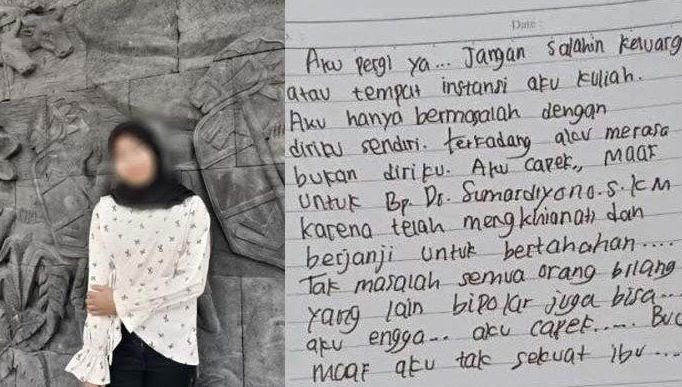 Date :
Aku pergi ya... Jangan salahin keluarg
atau tempat instansi aku kuliah.
Aku hanya bermasalah dengan
diriku sendiri. terkadang aku merasa
bukan diriku. Aku capek., maaf
untuk Bp. Dr. Sumardiyono.S.KM
karena telah mengkhianati dan
berjanji untuk bertahahan....
Tak masalah semua orang bilang
yang lain bipolar juga bisa...
aku engga... aku capek.....
maaf aku tak sekuat ibu....